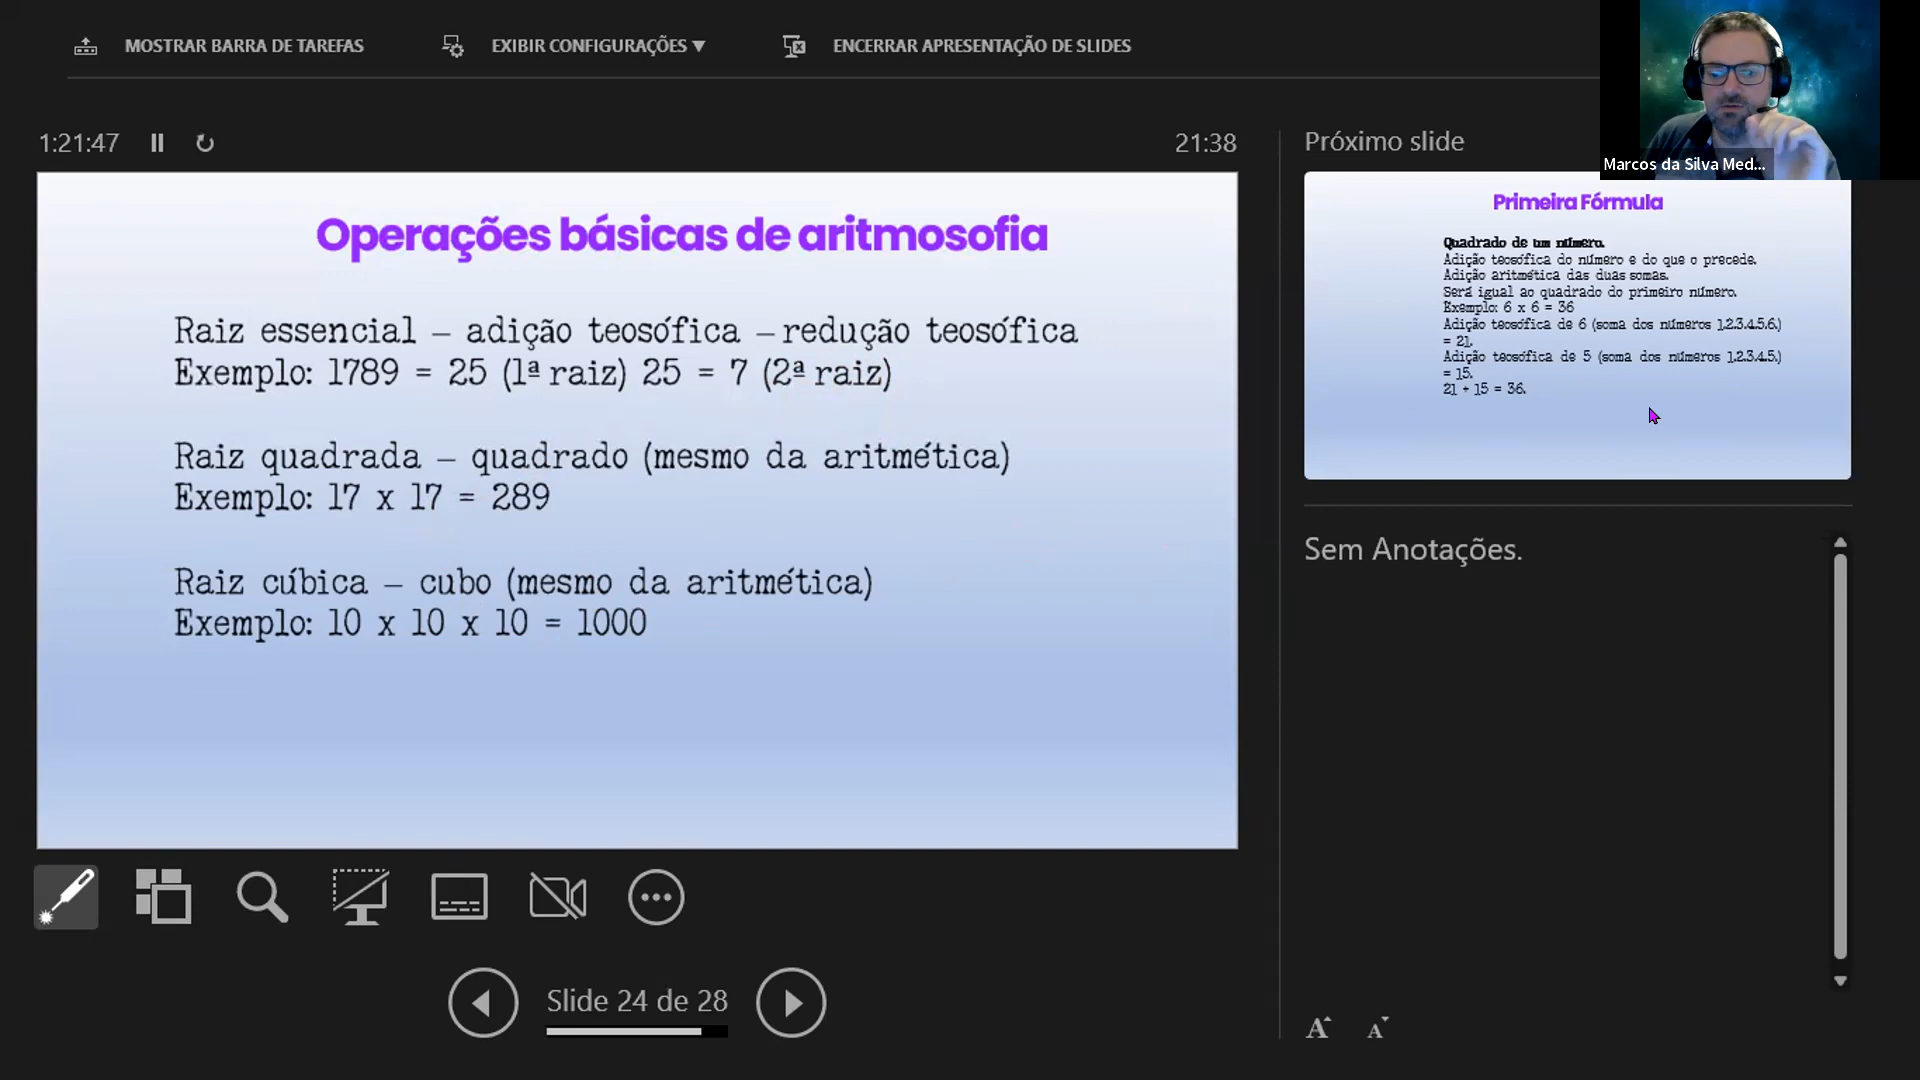 MOSTRAR BARRA DE TAREFAS
EXIBIR CONFIGURAÇÕES ▼
ENCERRAR APRESENTAÇÃO DE SLIDES
Marcos da Silva Med...
1:21:47
21:38
Operações básicas de aritmosofia
Raiz essencial – adição teosófica – redução teosófica
Exemplo: 1789 = 25 (1ª raiz) 25 = 7 (2ª raiz)
Raiz quadrada – quadrado (mesmo da aritmética)
Exemplo: 17 x 17 = 289
Raiz cúbica – cubo (mesmo da aritmética)
Exemplo: 10 x 10 x 10 = 1000
Slide 24 de 28
Próximo slide
Primeira Fórmula
Quadrado de um número.
Adição teosófica do número e do que o precede.
Adição aritmética das duas somas.
Será igual ao quadrado do primeiro número.
Exemplo: 6 x 6 = 36
Adição teosófica de 6 (soma dos números 1.2.3.4.5.6.)
= 21.
Adição teosófica de 5 (soma dos números 1.2.3.4.5.)
= 15.
21 + 15 = 36.
Sem Anotações.
A A